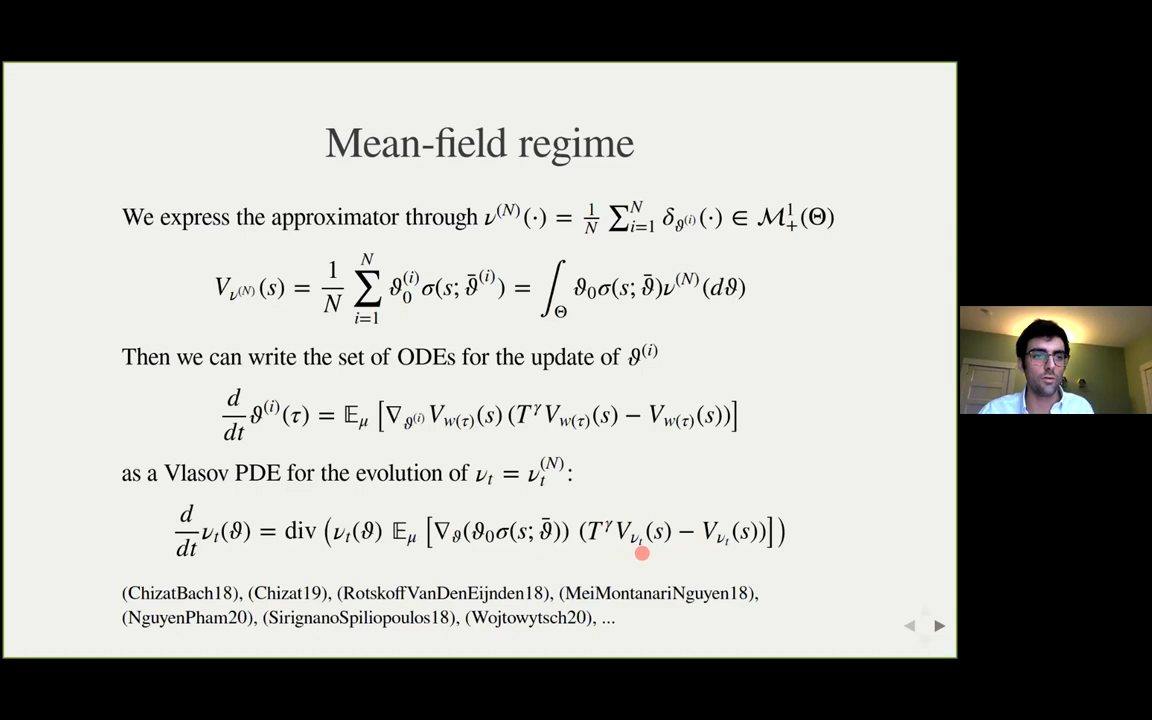 Mean-field regime
We express the approximator through ν^(N)(·) = 1/N ∑_{i=1}^N δ_{ϑ^(i)}(·) ∈ ℳ_+^1(Θ)
V_{ν^(N)}(s) = 1/N ∑_{i=1}^N ϑ_0^(i) σ(s; ϑ̄^(i)) = ∫_Θ ϑ_0 σ(s; ϑ̄) ν^(N)(dϑ)
Then we can write the set of ODEs for the update of ϑ^(i)
d/dt ϑ^(i)(τ) = 𝔼_μ [∇_{ϑ^(i)} V_{w(τ)}(s) (T^γ V_{w(τ)}(s) − V_{w(τ)}(s))]
as a Vlasov PDE for the evolution of ν_t = ν_t^(N):
d/dt ν_t(ϑ) = div (ν_t(ϑ) 𝔼_μ [∇_ϑ(ϑ_0 σ(s; ϑ̄)) (T^γ V_{ν_t}(s) − V_{ν_t}(s))])
(ChizatBach18), (Chizat19), (RotskoffVanDenEijnden18), (MeiMontanariNguyen18),
(NguyenPham20), (SirignanoSpiliopoulos18), (Wojtowytsch20), ...